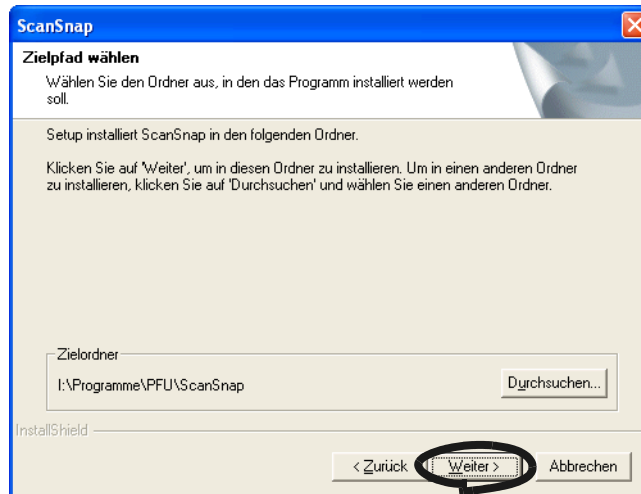 ScanSnap
Zielpfad wählen
Wählen Sie den Ordner aus, in den das Programm installiert werden
soll.
Setup installiert ScanSnap in den folgenden Ordner.
Klicken Sie auf 'Weiter', um in diesen Ordner zu installieren. Um in einen anderen Ordner
zu installieren, klicken Sie auf 'Durchsuchen' und wählen Sie einen anderen Ordner.
Zielordner
I:\Programme\PFU\ScanSnap
Durchsuchen...
InstallShield
< Zurück Weiter > Abbrechen